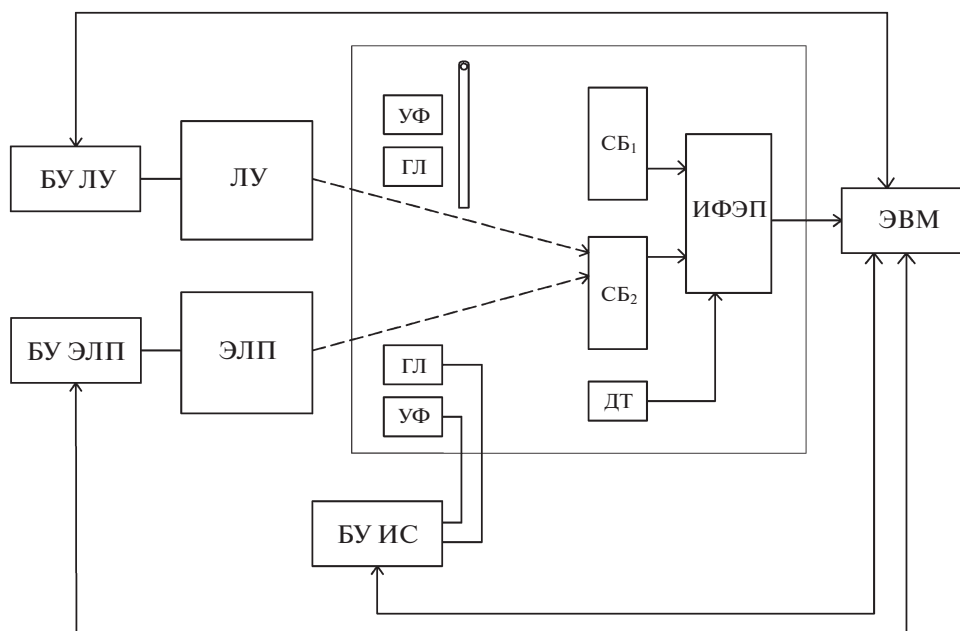 УФ
ГЛ
СБ₁
БУ ЛУ
ЛУ
ИФЭП
ЭВМ
СБ₂
БУ ЭЛП
ЭЛП
ГЛ
УФ
ДТ
БУ ИС